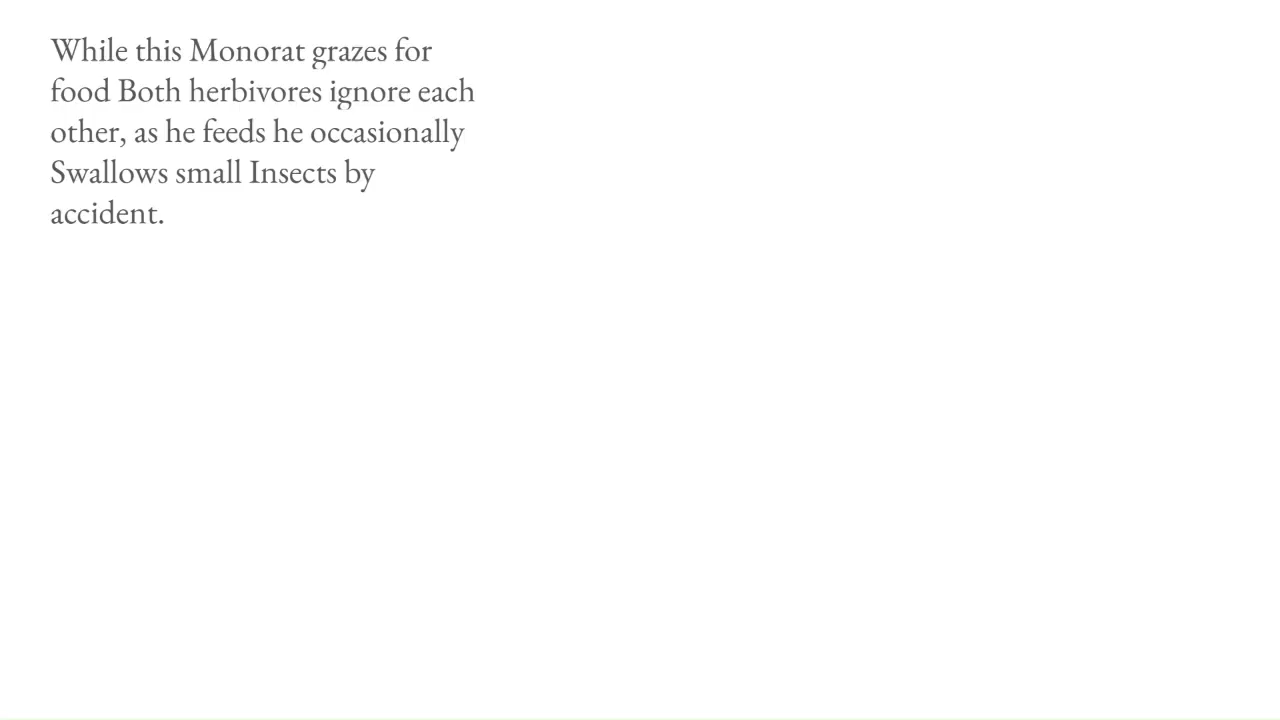 While this Monorat grazes for
food Both herbivores ignore each
other, as he feeds he occasionally
Swallows small Insects by
accident.